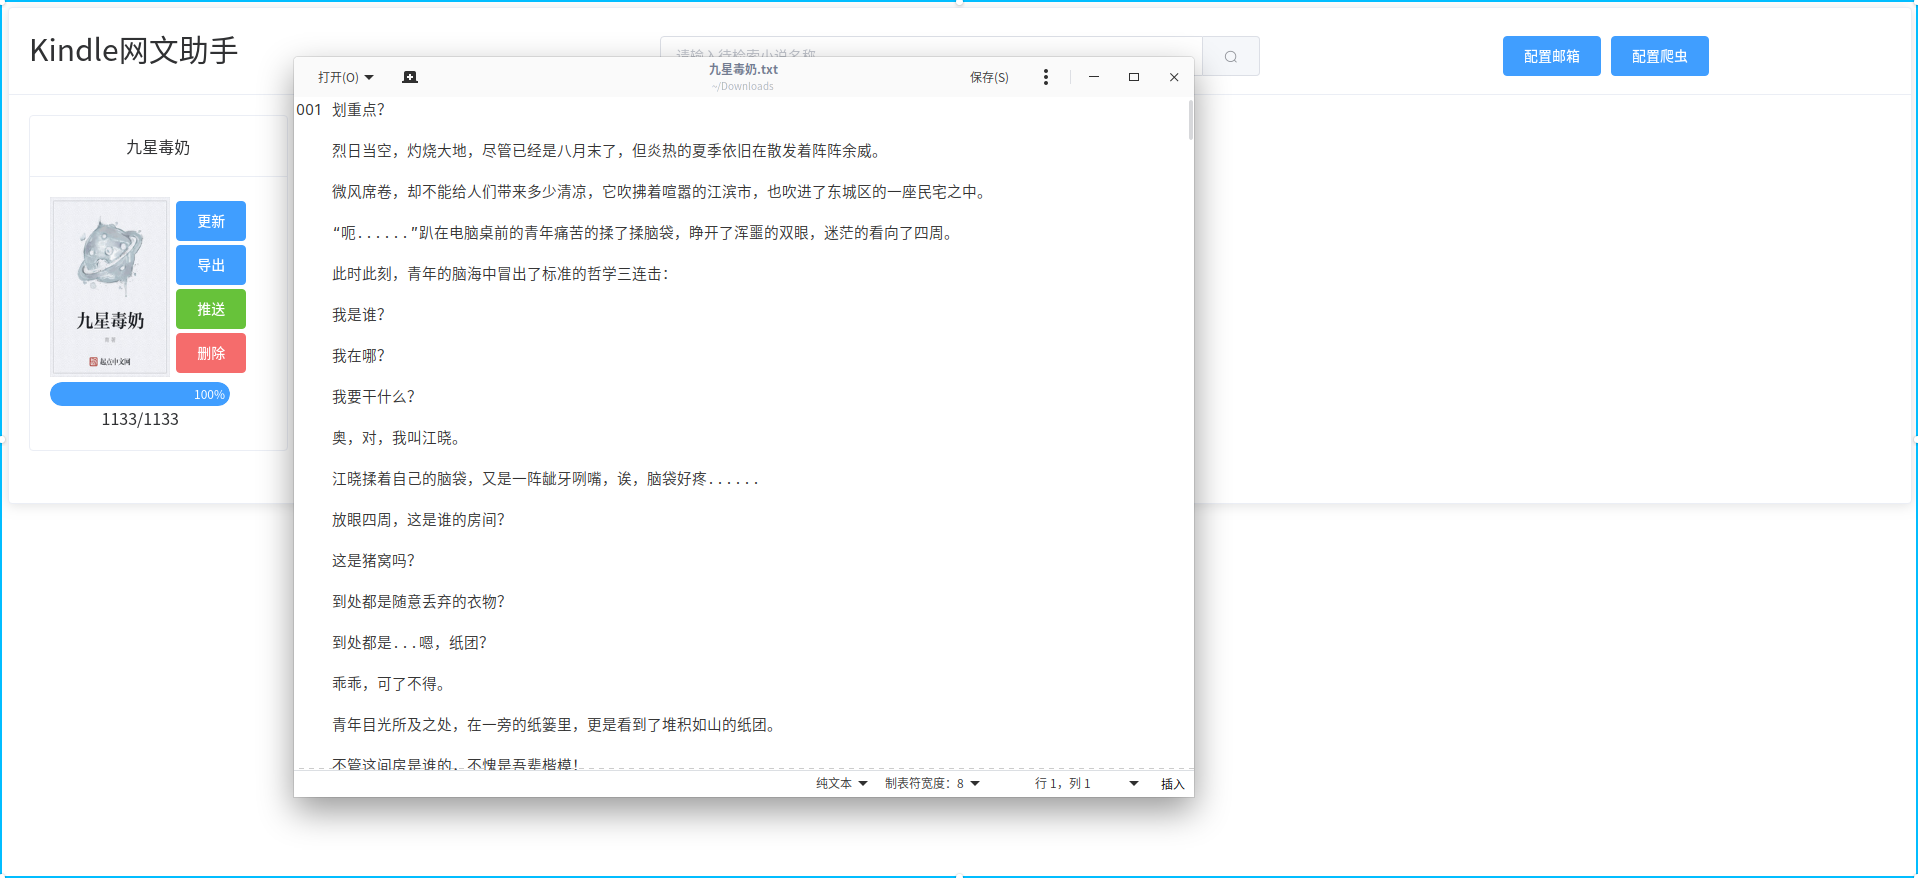 Kindle网文助手
请输入待检索小说名称
配置邮箱
配置爬虫
九星毒奶
九星毒奶
起点中文网
更新
导出
推送
删除
100%
1133/1133
打开(O)
九星毒奶.txt
~/Downloads
保存(S)
001 划重点?
烈日当空，灼烧大地，尽管已经是八月末了，但炎热的夏季依旧在散发着阵阵余威。
微风席卷，却不能给人们带来多少清凉，它吹拂着喧嚣的江滨市，也吹进了东城区的一座民宅之中。
“呃......”趴在电脑桌前的青年痛苦的揉了揉脑袋，睁开了浑噩的双眼，迷茫的看向了四周。
此时此刻，青年的脑海中冒出了标准的哲学三连击：
我是谁？
我在哪？
我要干什么？
奥，对，我叫江晓。
江晓揉着自己的脑袋，又是一阵龇牙咧嘴，诶，脑袋好疼......
放眼四周，这是谁的房间？
这是猪窝吗？
到处都是随意丢弃的衣物？
到处都是...嗯，纸团？
乖乖，可了不得。
青年目光所及之处，在一旁的纸篓里，更是看到了堆积如山的纸团。
不管这间房是谁的，不愧是吾辈楷模！
纯文本
制表符宽度：8
行 1，列 1
插入